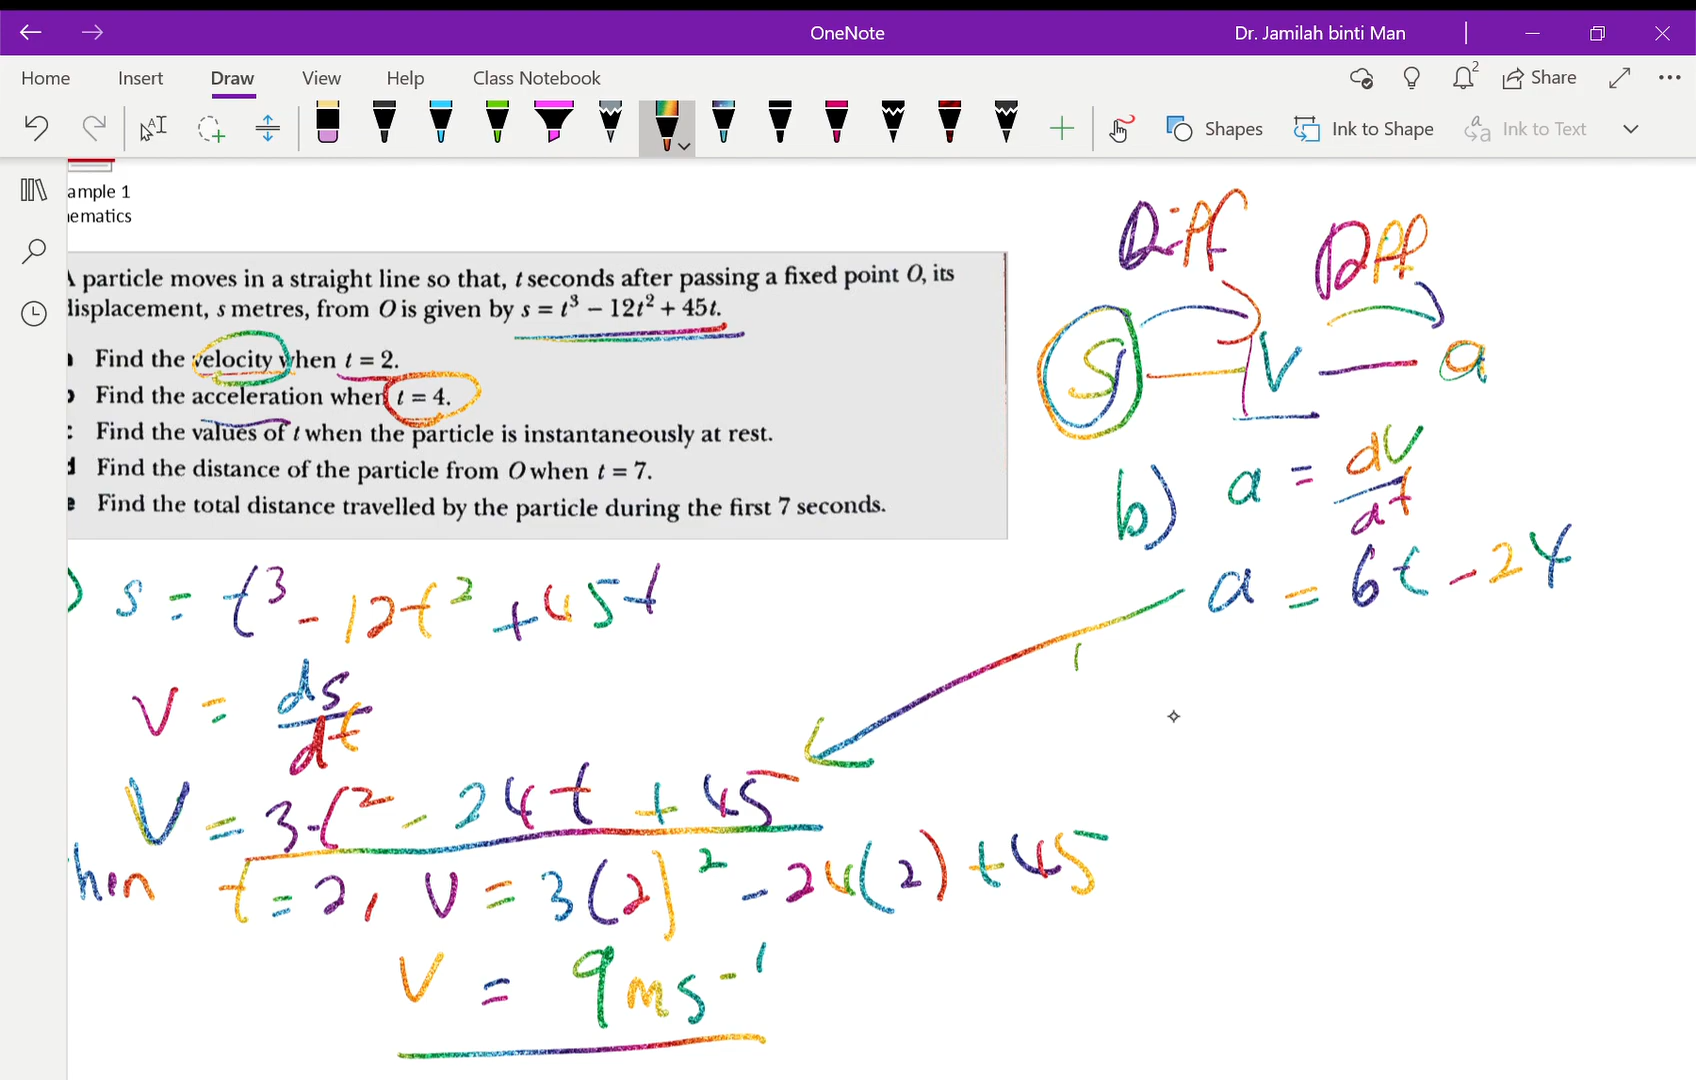 OneNote
Dr. Jamilah binti Man
Home Insert Draw View Help Class Notebook
2 Share
Shapes Ink to Shape Ink to Text
ample 1
ematics
particle moves in a straight line so that, t seconds after passing a fixed point O, its
displacement, s metres, from O is given by s = t³ − 12t² + 45t.
Find the velocity when t = 2.
Find the acceleration when t = 4.
Find the values of t when the particle is instantaneously at rest.
d Find the distance of the particle from O when t = 7.
e Find the total distance travelled by the particle during the first 7 seconds.
Diff Diff
S V a
b) a = dv/dt
a = 6t - 24
) s = t³ - 12t² + 45t
V = ds/dt
V = 3t² - 24t + 45
hen t = 2, V = 3(2)² - 24(2) + 45
V = 9ms⁻¹